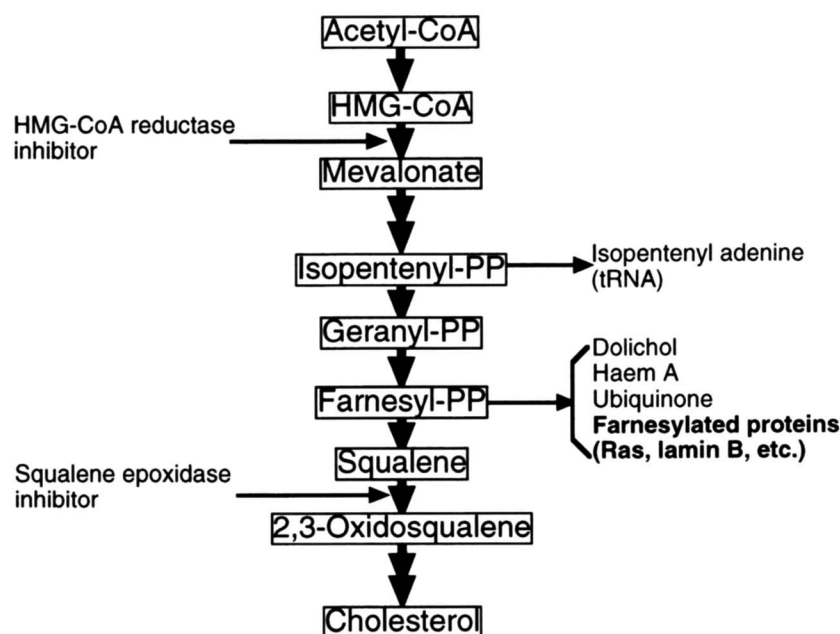 Acetyl-CoA
HMG-CoA
HMG-CoA reductase
inhibitor
Mevalonate
Isopentenyl-PP
Isopentenyl adenine
(tRNA)
Geranyl-PP
Farnesyl-PP
Dolichol
Haem A
Ubiquinone
Farnesylated proteins
(Ras, lamin B, etc.)
Squalene
Squalene epoxidase
inhibitor
2,3-Oxidosqualene
Cholesterol